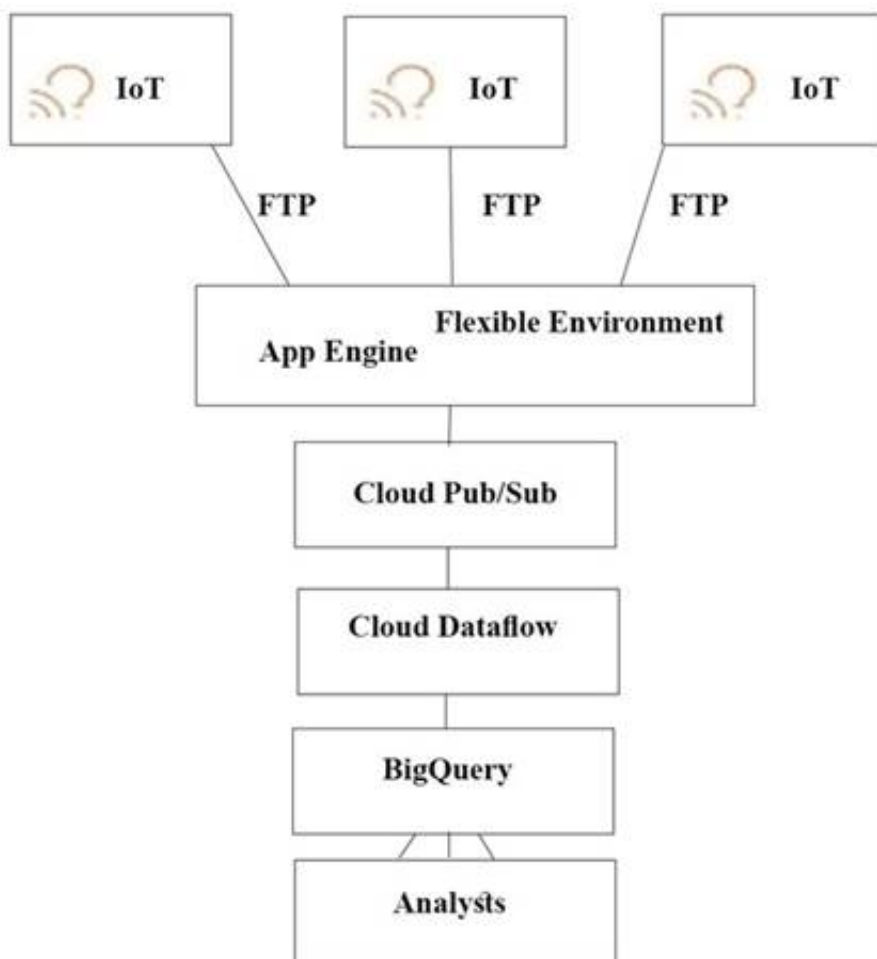 IoT
IoT
IoT
FTP
FTP
FTP
Flexible Environment
App Engine
Cloud Pub/Sub
Cloud Dataflow
BigQuery
Analysts